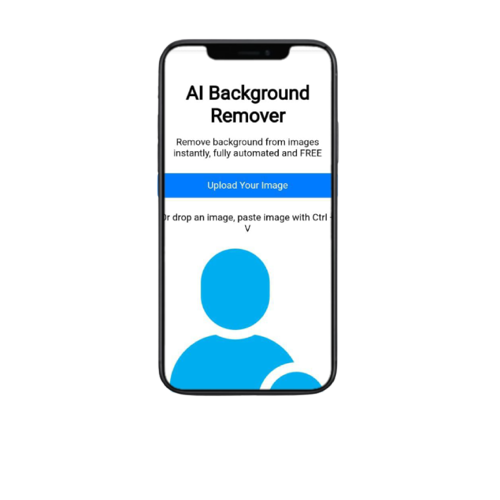 AI Background
Remover
Remove background from images
instantly, fully automated and FREE
Upload Your Image
Or drop an image, paste image with Ctrl +
V